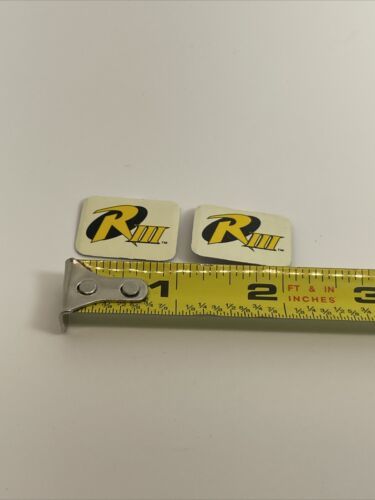 RIII™ RIII™
1 2 FT & IN 3
INCHES